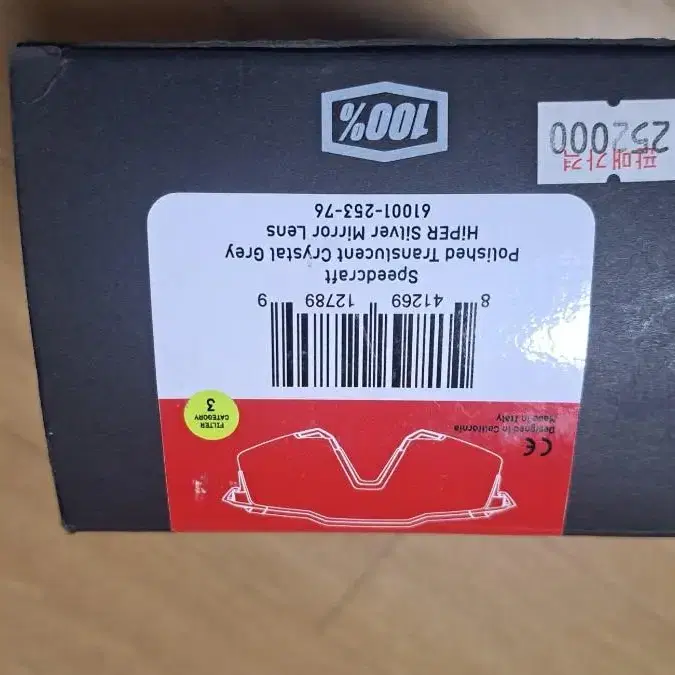 CE
Designed in California
Made in Italy
FILTER
CATEGORY
3
8 41269 12789 9
Speedcraft
Polished Translucent Crystal Grey
HiPER Silver Mirror Lens
61001-253-76
판매가격
252000
100%